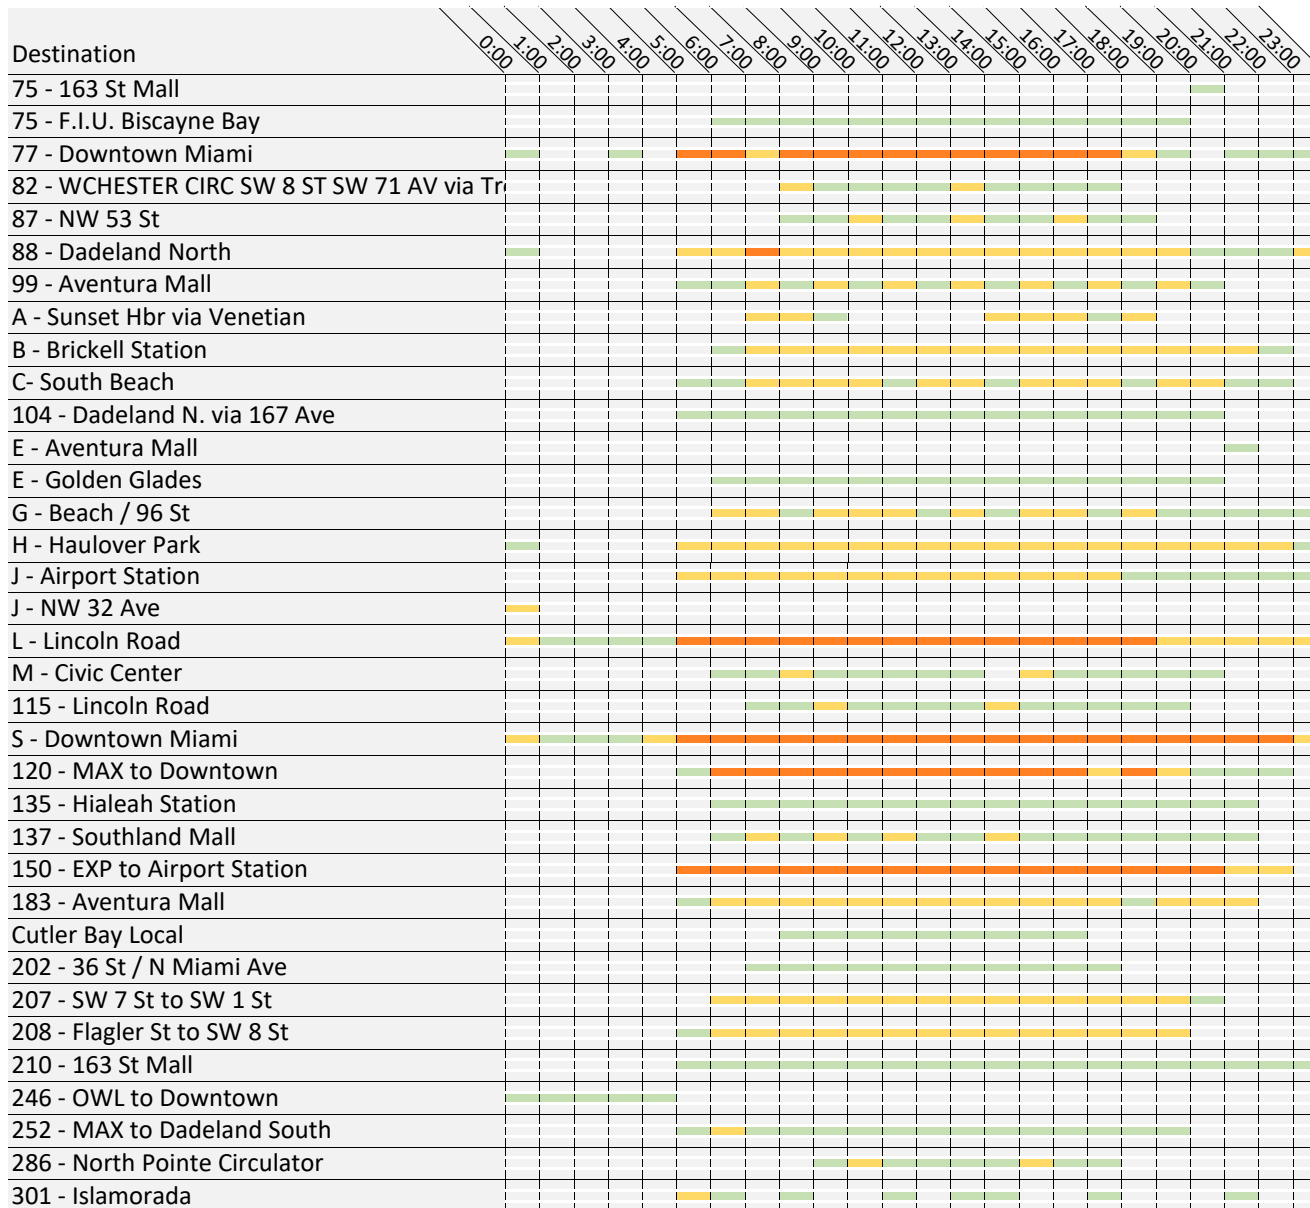 0:00 1:00 2:00 3:00 4:00 5:00 6:00 7:00 8:00 9:00 10:00 11:00 12:00 13:00 14:00 15:00 16:00 17:00 18:00 19:00 20:00 21:00 22:00 23:00
Destination
75 - 163 St Mall
75 - F.I.U. Biscayne Bay
77 - Downtown Miami
82 - WCHESTER CIRC SW 8 ST SW 71 AV via Tr
87 - NW 53 St
88 - Dadeland North
99 - Aventura Mall
A - Sunset Hbr via Venetian
B - Brickell Station
C- South Beach
104 - Dadeland N. via 167 Ave
E - Aventura Mall
E - Golden Glades
G - Beach / 96 St
H - Haulover Park
J - Airport Station
J - NW 32 Ave
L - Lincoln Road
M - Civic Center
115 - Lincoln Road
S - Downtown Miami
120 - MAX to Downtown
135 - Hialeah Station
137 - Southland Mall
150 - EXP to Airport Station
183 - Aventura Mall
Cutler Bay Local
202 - 36 St / N Miami Ave
207 - SW 7 St to SW 1 St
208 - Flagler St to SW 8 St
210 - 163 St Mall
246 - OWL to Downtown
252 - MAX to Dadeland South
286 - North Pointe Circulator
301 - Islamorada